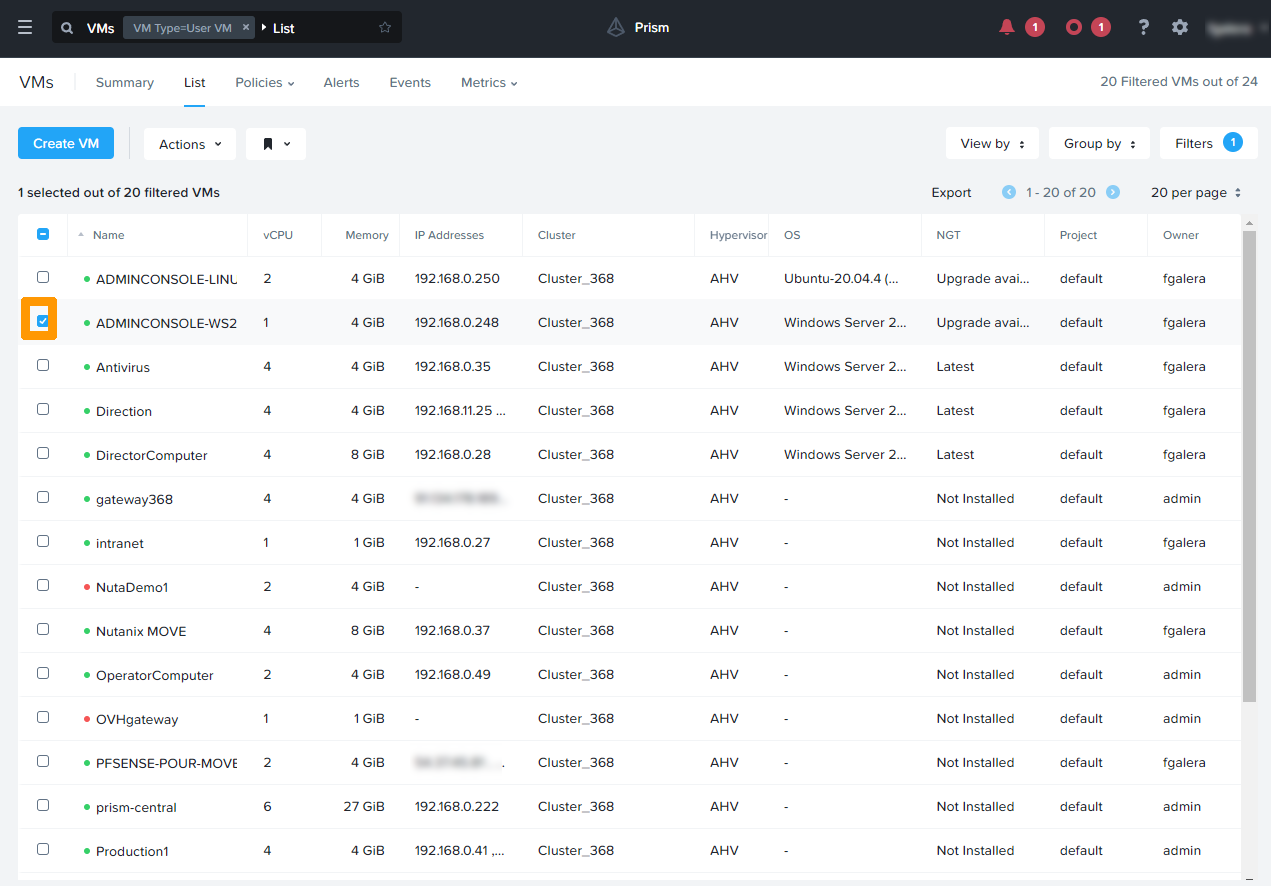 VMs VM Type=User VM × List Prism 1 1 ?
VMs Summary List Policies Alerts Events Metrics 20 Filtered VMs out of 24
Create VM Actions View by Group by Filters 1
1 selected out of 20 filtered VMs Export 1 - 20 of 20 20 per page
Name vCPU Memory IP Addresses Cluster Hypervisor OS NGT Project Owner
ADMINCONSOLE-LINU 2 4 GiB 192.168.0.250 Cluster_368 AHV Ubuntu-20.04.4 (... Upgrade avai... default fgalera
ADMINCONSOLE-WS2 1 4 GiB 192.168.0.248 Cluster_368 AHV Windows Server 2... Upgrade avai... default fgalera
Antivirus 4 4 GiB 192.168.0.35 Cluster_368 AHV Windows Server 2... Latest default fgalera
Direction 4 4 GiB 192.168.11.25 ... Cluster_368 AHV Windows Server 2... Latest default fgalera
DirectorComputer 4 8 GiB 192.168.0.28 Cluster_368 AHV Windows Server 2... Latest default fgalera
gateway368 4 4 GiB Cluster_368 AHV - Not Installed default admin
intranet 1 1 GiB 192.168.0.27 Cluster_368 AHV - Not Installed default fgalera
NutaDemo1 2 4 GiB - Cluster_368 AHV - Not Installed default admin
Nutanix MOVE 4 8 GiB 192.168.0.37 Cluster_368 AHV - Not Installed default fgalera
OperatorComputer 2 4 GiB 192.168.0.49 Cluster_368 AHV - Not Installed default admin
OVHgateway 1 1 GiB - Cluster_368 AHV - Not Installed default admin
PFSENSE-POUR-MOVE 2 4 GiB Cluster_368 AHV - Not Installed default fgalera
prism-central 6 27 GiB 192.168.0.222 Cluster_368 AHV - Not Installed default admin
Production1 4 4 GiB 192.168.0.41 ,... Cluster_368 AHV - Not Installed default admin